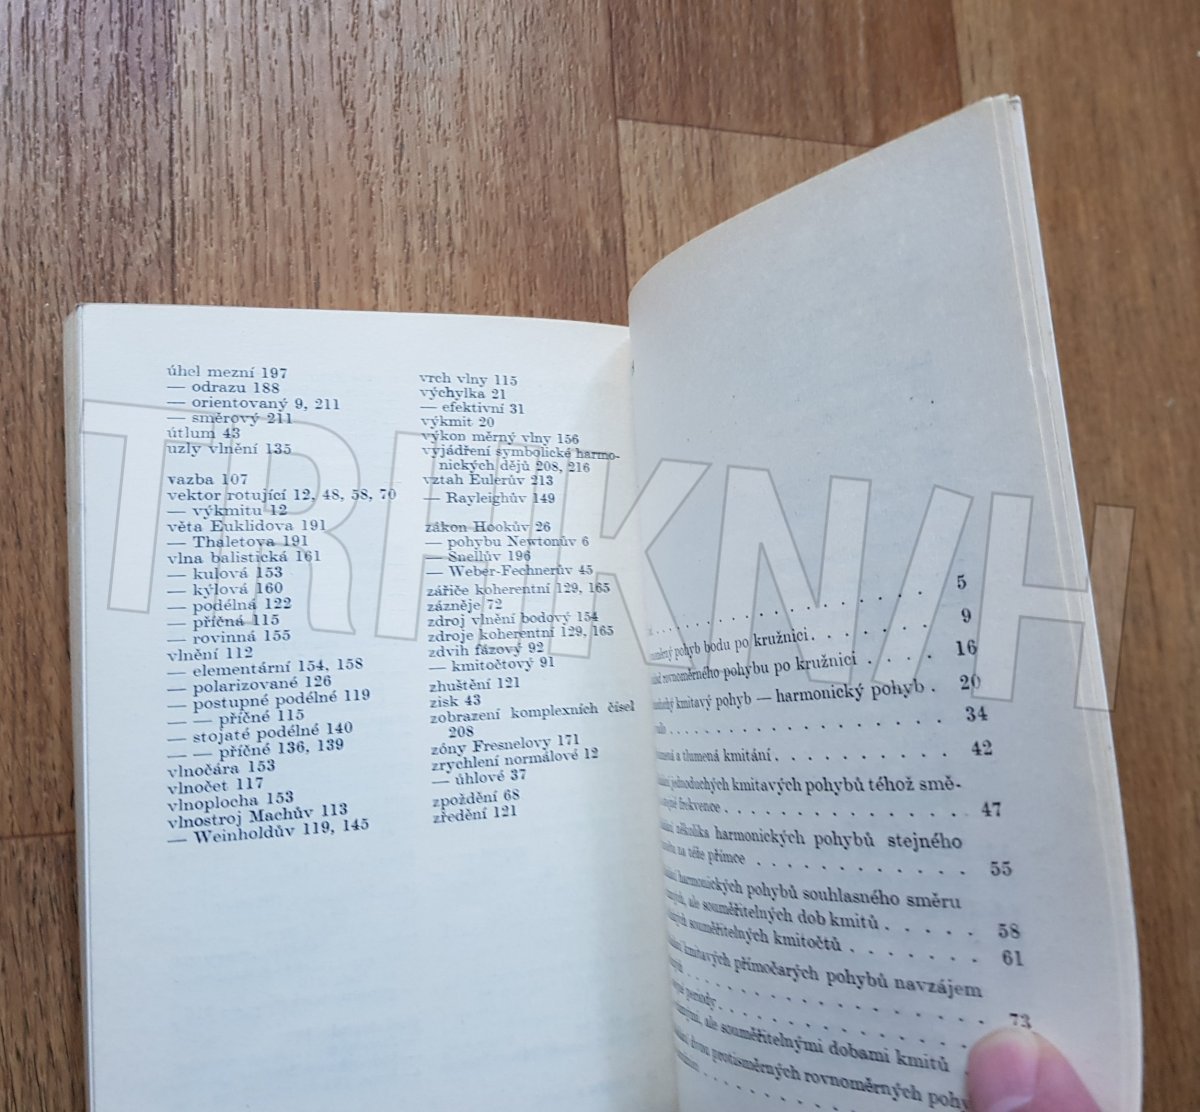 úhel mezní 197
— odrazu 188
— orientovaný 9, 211
— směrový 211
útlum 43
uzly vlnění 135
vazba 107
vektor rotující 12, 48, 58, 70
— výkmitu 12
věta Euklidova 191
— Thaletova 191
vlna balistická 161
— kulová 153
— kýlová 160
— podélná 122
— příčná 115
— rovinná 155
vlnění 112
— elementární 154, 158
— polarizované 126
— postupné podélné 119
— — příčné 115
— stojaté podélné 140
— — příčné 136, 139
vlnočára 153
vlnočet 117
vlnoplocha 153
vlnostroj Machův 113
— Weinholdův 119, 145
vrch vlny 115
výchylka 21
— efektivní 31
výkmit 20
výkon měrný vlny 156
vyjádření symbolické harmo-
nických dějů 208, 216
vztah Eulerův 213
— Rayleighův 149
zákon Hookův 26
— pohybu Newtonův 6
— Snellův 196
— Weber-Fechnerův 45
zářiče koherentní 129, 165
zázněje 72
zdroj vlnění bodový 154
zdroje koherentní 129, 165
zdvih fázový 92
— kmitočtový 91
zhuštění 121
zisk 43
zobrazení komplexních čísel
208
zóny Fresnelovy 171
zrychlení normálové 12
— úhlové 37
zpoždění 68
zředění 121
5
pohyb bodu po kružnici . . . . . . . 9
rovnoměrného pohybu po kružnici . . . . 16
kmitavý pohyb — harmonický pohyb . 20
34
a tlumená kmitání . . . . . . . . . 42
jednoduchých kmitavých pohybů téhož smě-
frekvence . . . . . . . . . . . . . 47
několika harmonických pohybů stejného
na téže přímce . . . . . . . . . . 55
harmonických pohybů souhlasného směru
ale souměřitelných dob kmitů . . . . . 58
souměřitelných kmitočtů . . . . . . . 61
kmitavých přímočarých pohybů navzájem
73
periody . . . . . . . . . . . . .
ale souměřitelnými dobami kmitů .
dvou protisměrných rovnoměrných pohy
TRHKNIH